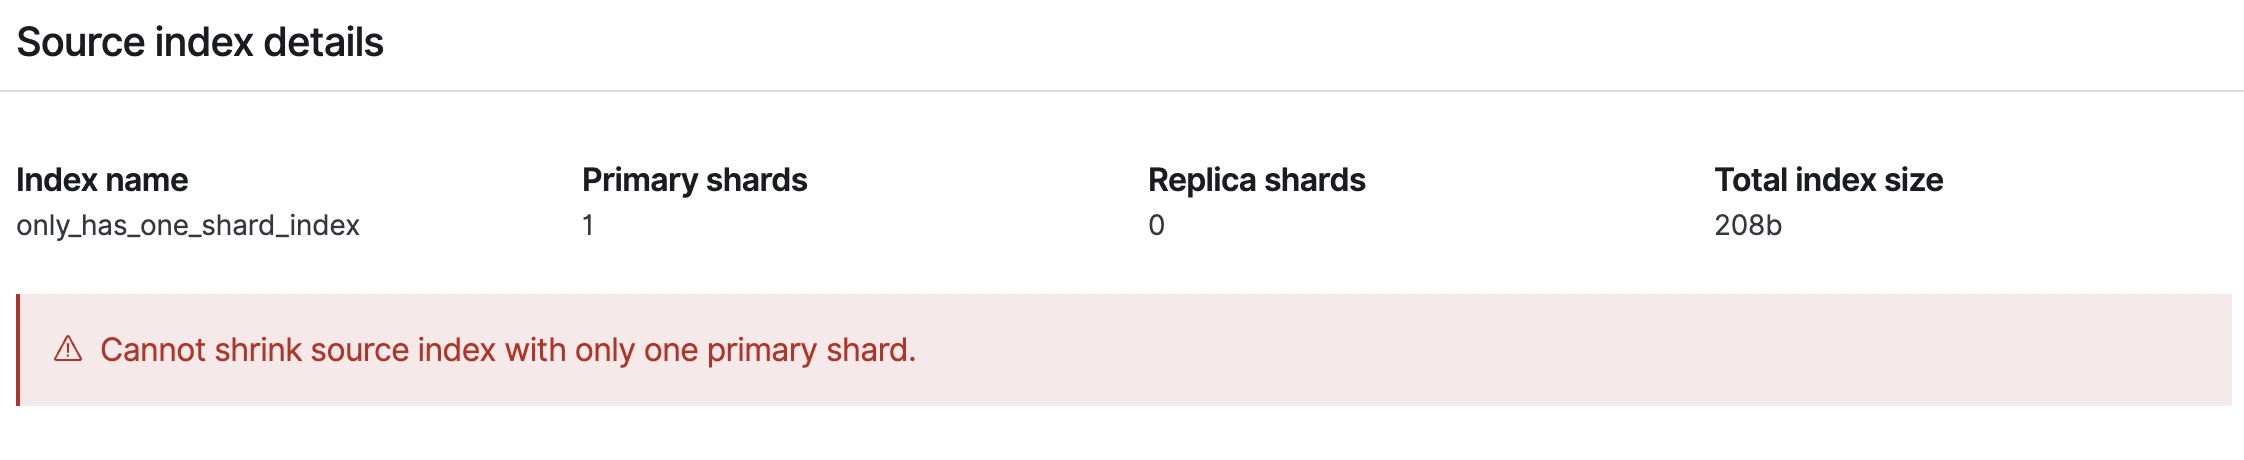 Source index details
Index name Primary shards Replica shards Total index size
only_has_one_shard_index 1 0 208b
Cannot shrink source index with only one primary shard.